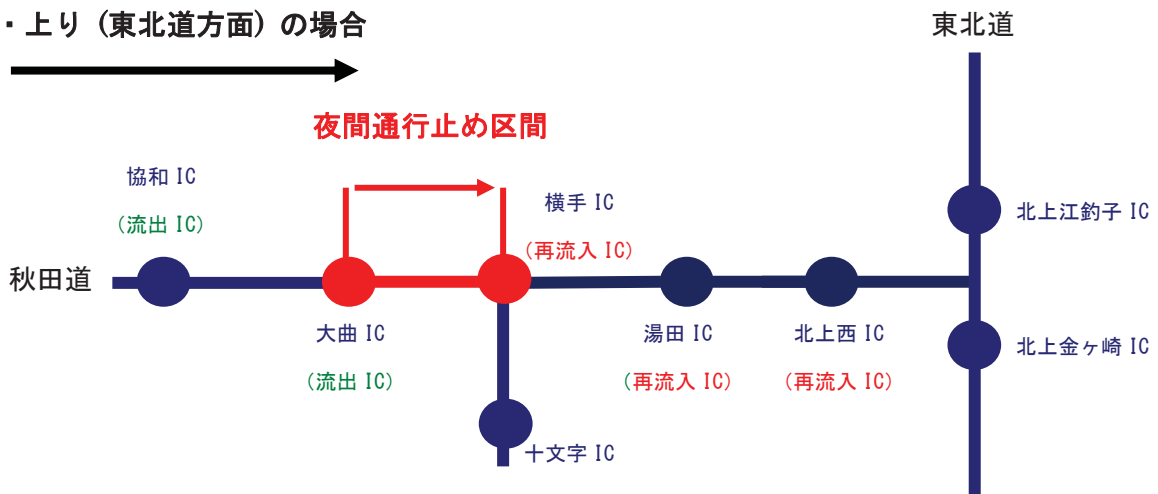 ・上り (東北道方面) の場合
東北道
夜間通行止め区間
協和 IC
(流出 IC)
横手 IC
(再流入 IC)
北上江釣子 IC
秋田道
大曲 IC
(流出 IC)
湯田 IC
(再流入 IC)
北上西 IC
(再流入 IC)
北上金ヶ崎 IC
十文字 IC